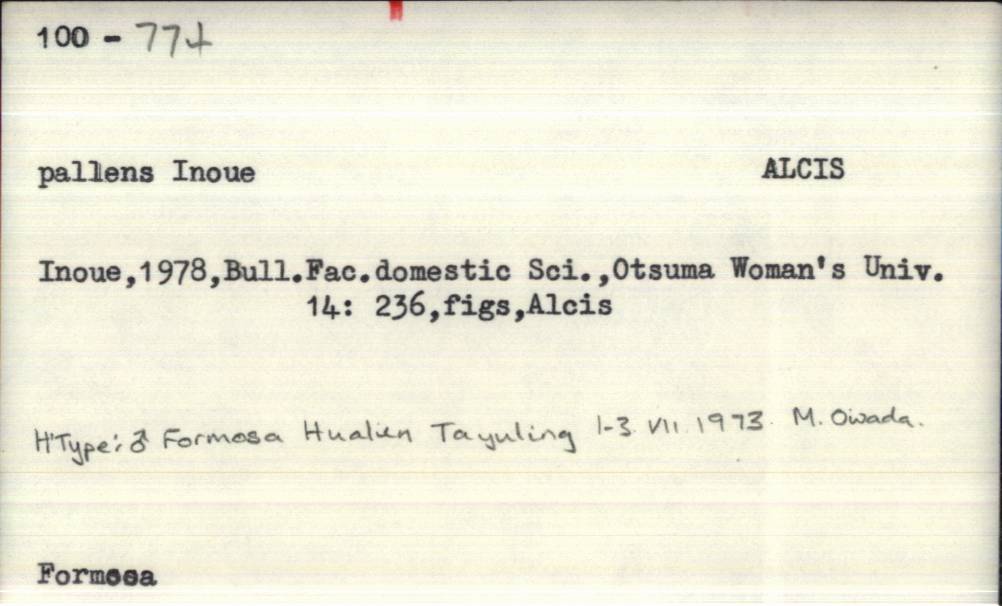 100 - 774
pallens Inoue ALCIS
Inoue,1978,Bull.Fac.domestic Sci.,Otsuma Woman's Univ.
14: 236,figs,Alcis
H'Type: ♂ Formosa Hualien Tayuling 1-3 VII 1973. M. Owada.
Formosa